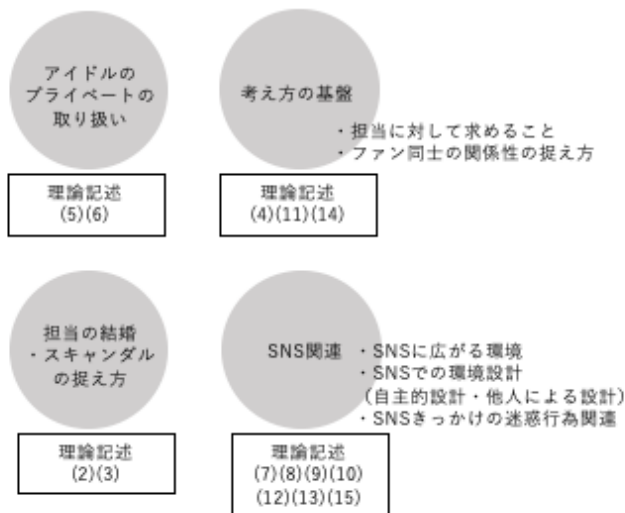 アイドルの
プライベートの
取り扱い
理論記述
(5)(6)
考え方の基盤
・担当に対して求めること
・ファン同士の関係性の捉え方
理論記述
(4)(11)(14)
担当の結婚
・スキャンダル
の捉え方
理論記述
(2)(3)
SNS関連
・SNSに広がる環境
・SNSでの環境設計
(自主的設計・他人による設計)
・SNSきっかけの迷惑行為関連
理論記述
(7)(8)(9)(10)
(12)(13)(15)